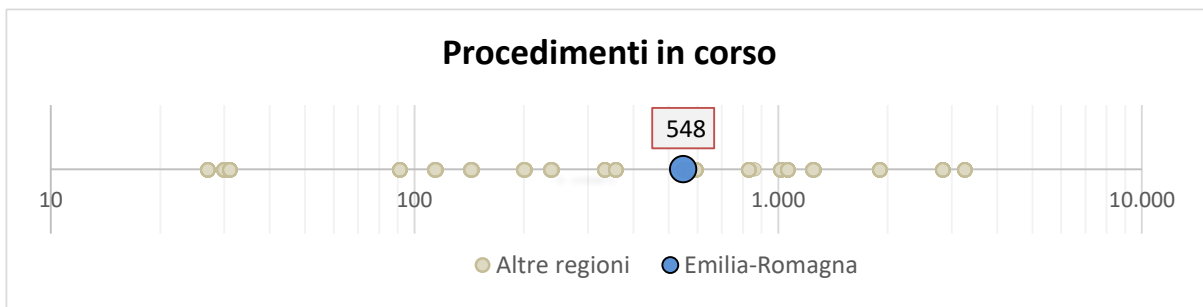 Procedimenti in corso
548
10 100 1.000 10.000
Altre regioni Emilia-Romagna